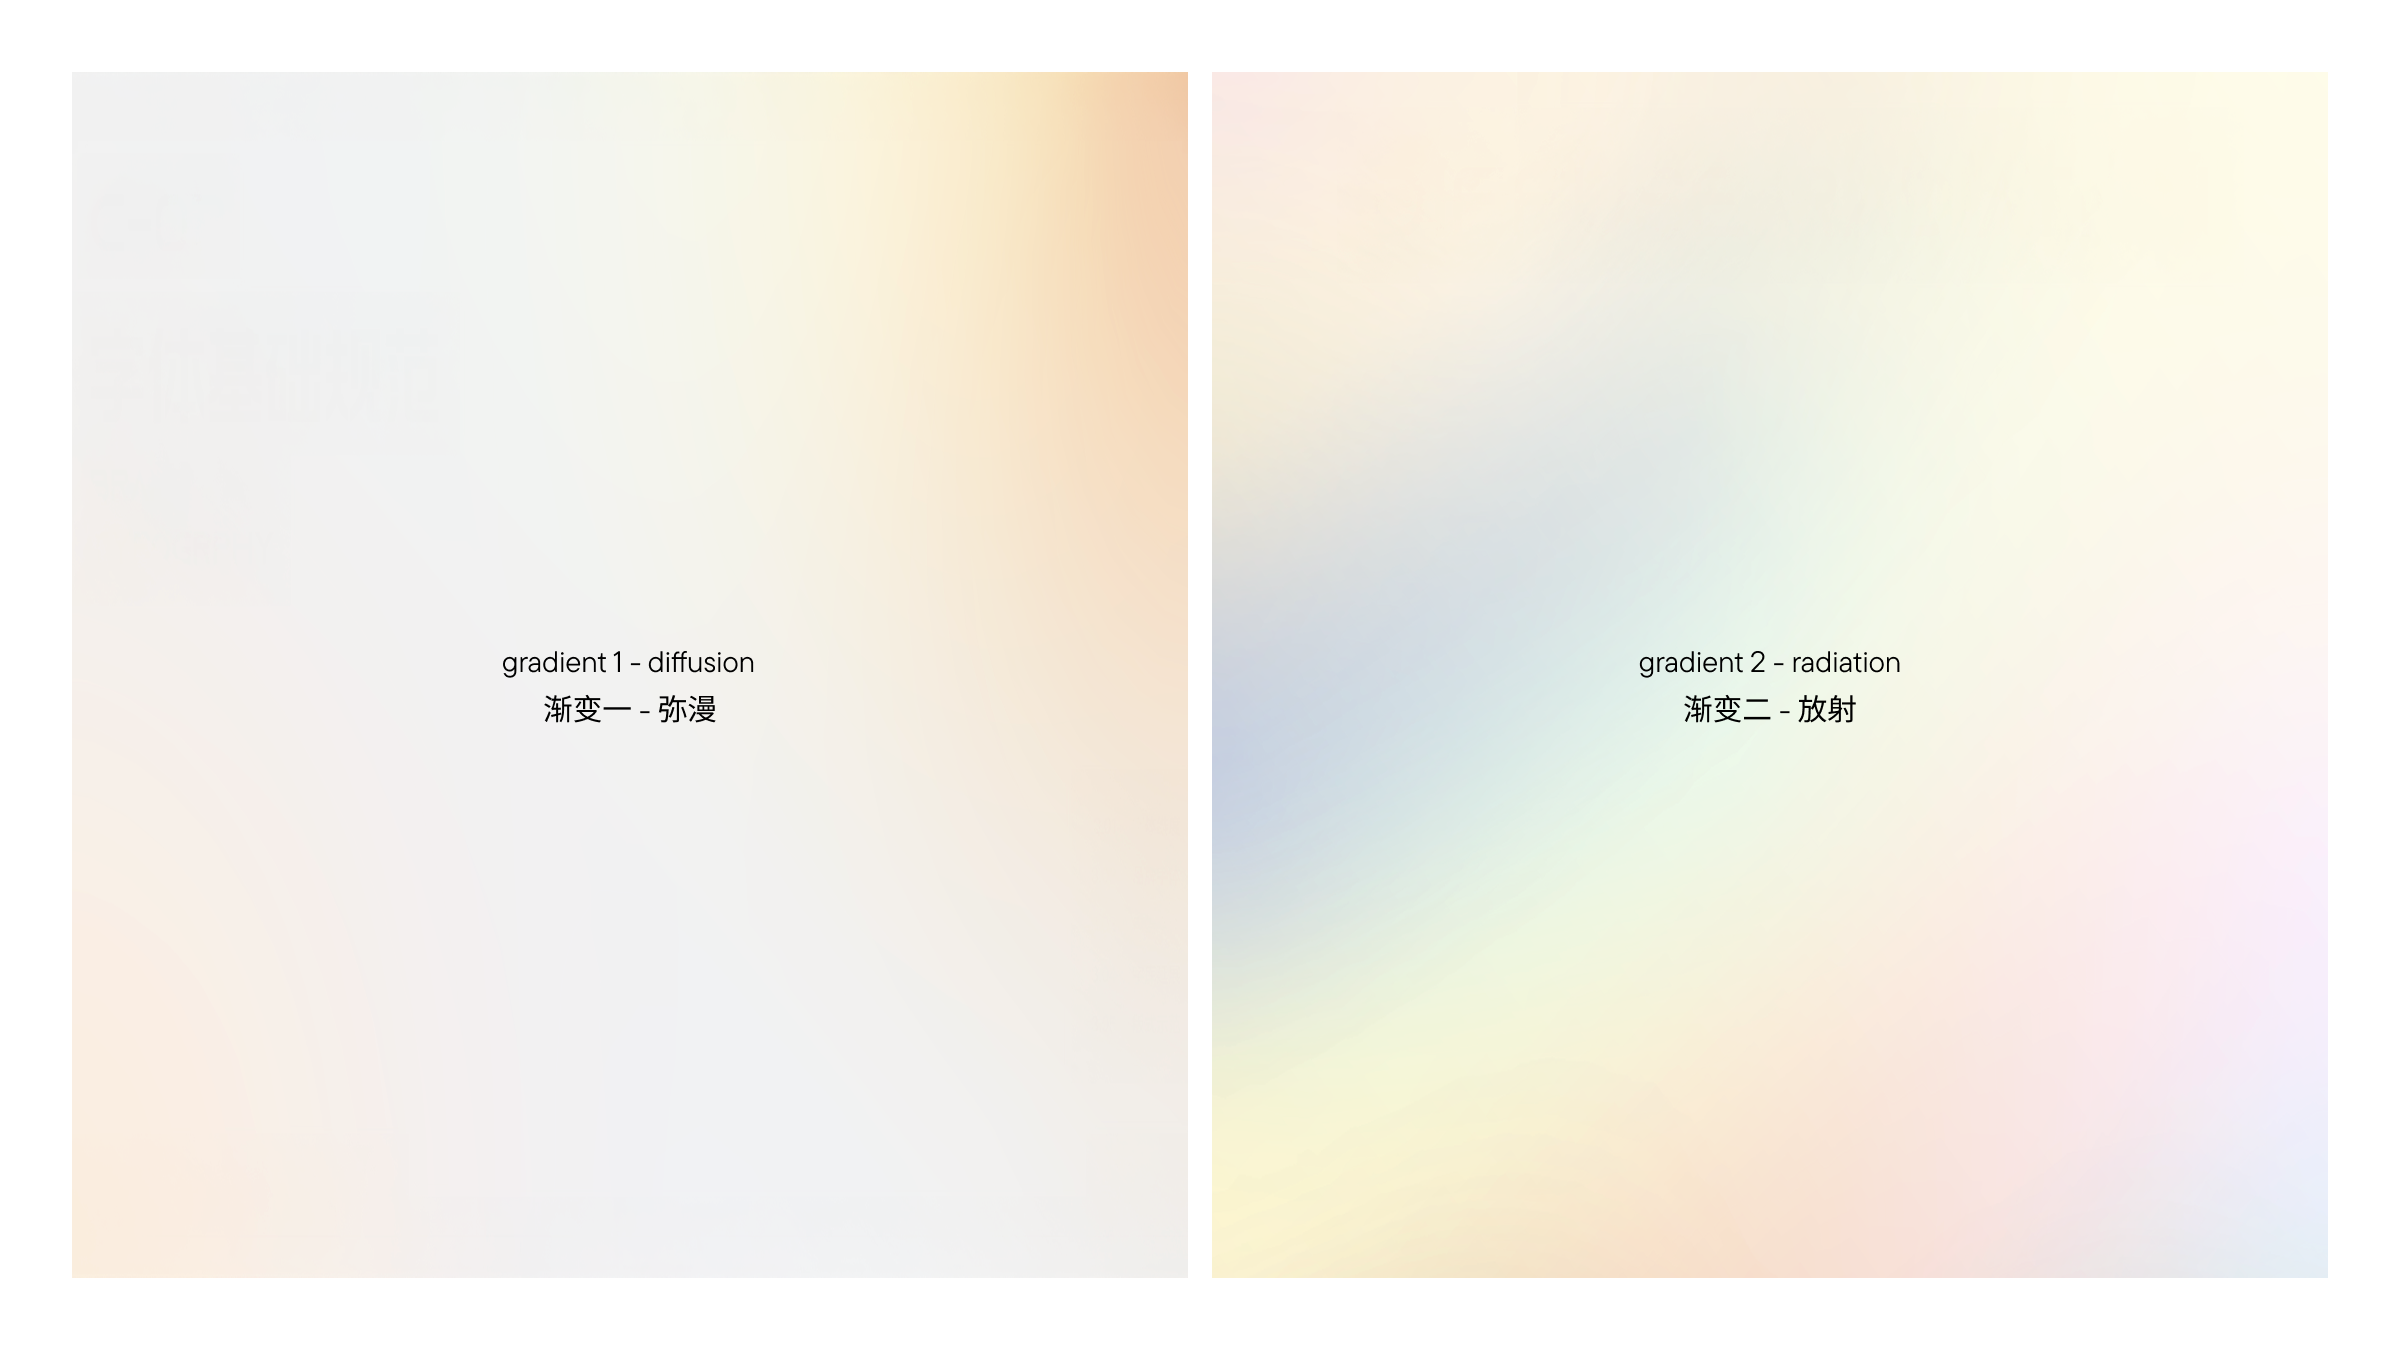 gradient 1 - diffusion
渐变一 - 弥漫
gradient 2 - radiation
渐变二 - 放射